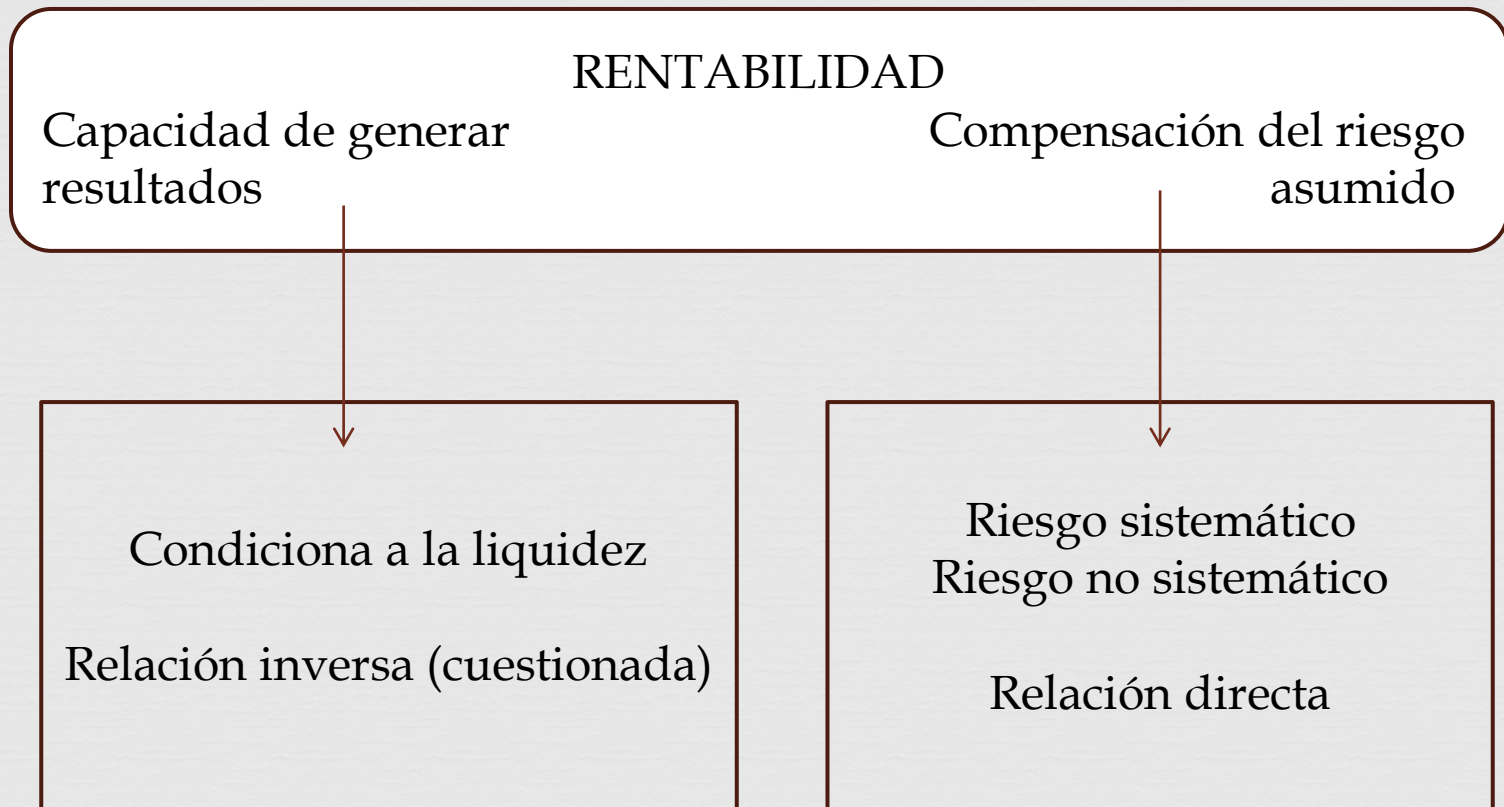 RENTABILIDAD
Capacidad de generar
resultados
Compensación del riesgo
asumido
Condiciona a la liquidez
Relación inversa (cuestionada)
Riesgo sistemático
Riesgo no sistemático
Relación directa